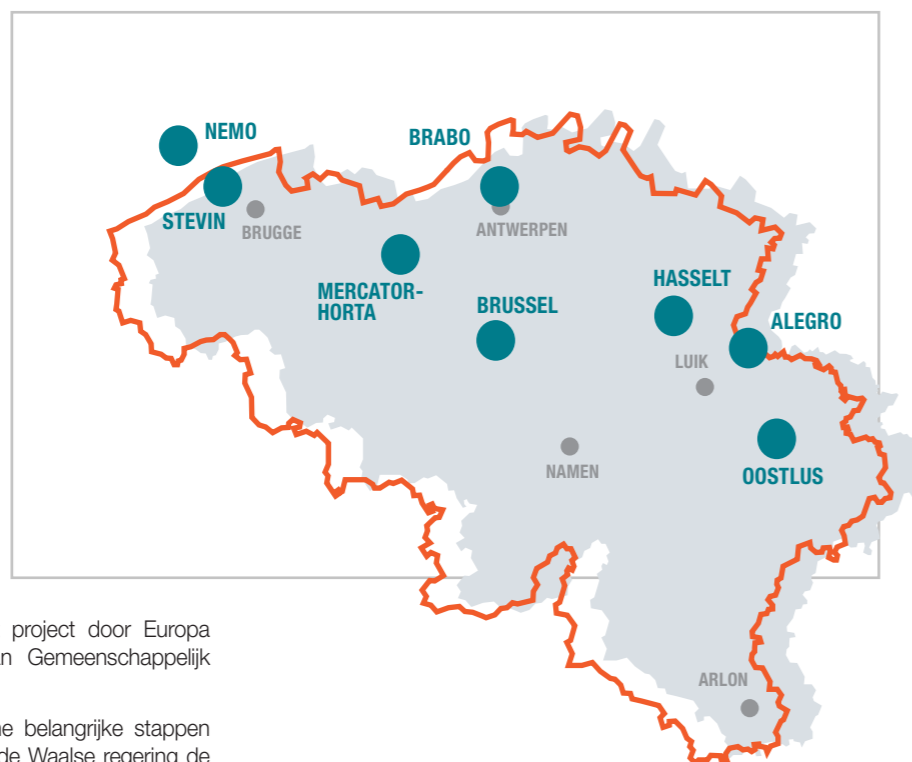 NEMO
BRABO
STEVIN
BRUGGE
ANTWERPEN
MERCATOR-
HORTA
BRUSSEL
HASSELT
ALEGRO
LUIK
NAMEN
OOSTLUS
ARLON
project door Europa
Gemeenschappelijk
belangrijke stappen
de Waalse regering de